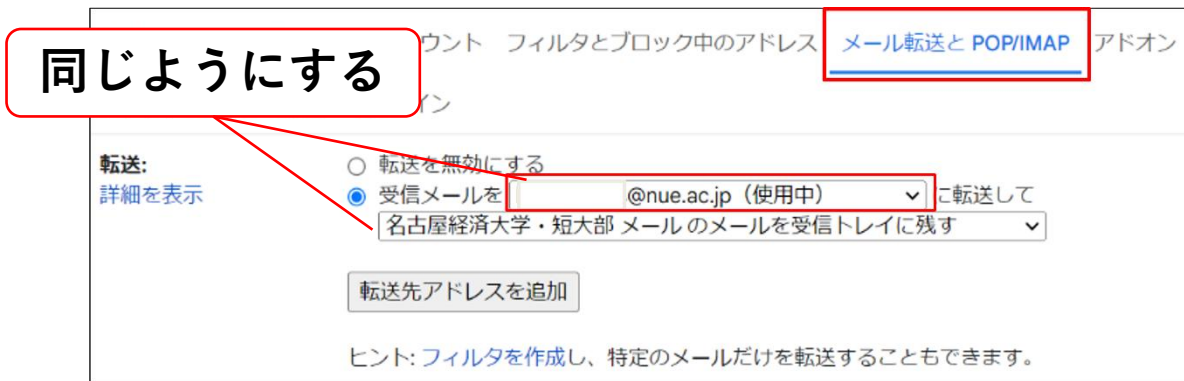 同じようにする
ウント フィルタとブロック中のアドレス メール転送と POP/IMAP アドオン
イン
転送:
詳細を表示
転送を無効にする
受信メールを @nue.ac.jp（使用中） に転送して
名古屋経済大学・短大部 メール のメールを受信トレイに残す
転送先アドレスを追加
ヒント: フィルタを作成し、特定のメールだけを転送することもできます。